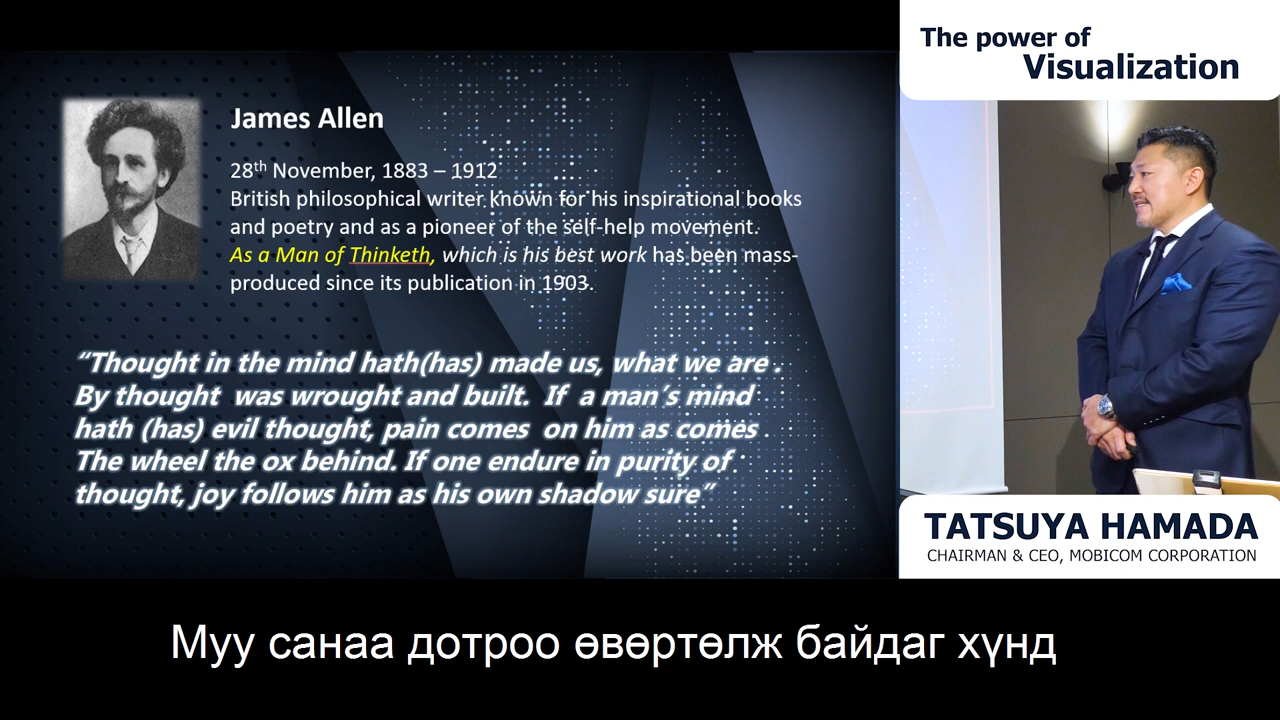 The power of
Visualization
James Allen
28th November, 1883 – 1912
British philosophical writer known for his inspirational books
and poetry and as a pioneer of the self-help movement.
As a Man of Thinketh, which is his best work has been mass-
produced since its publication in 1903.
“Thought in the mind hath(has) made us, what we are .
By thought was wrought and built. If a man’s mind
hath (has) evil thought, pain comes on him as comes
The wheel the ox behind. If one endure in purity of
thought, joy follows him as his own shadow sure”
TATSUYA HAMADA
CHAIRMAN & CEO, MOBICOM CORPORATION
Муу санаа дотроо өвөртөлж байдаг хүнд